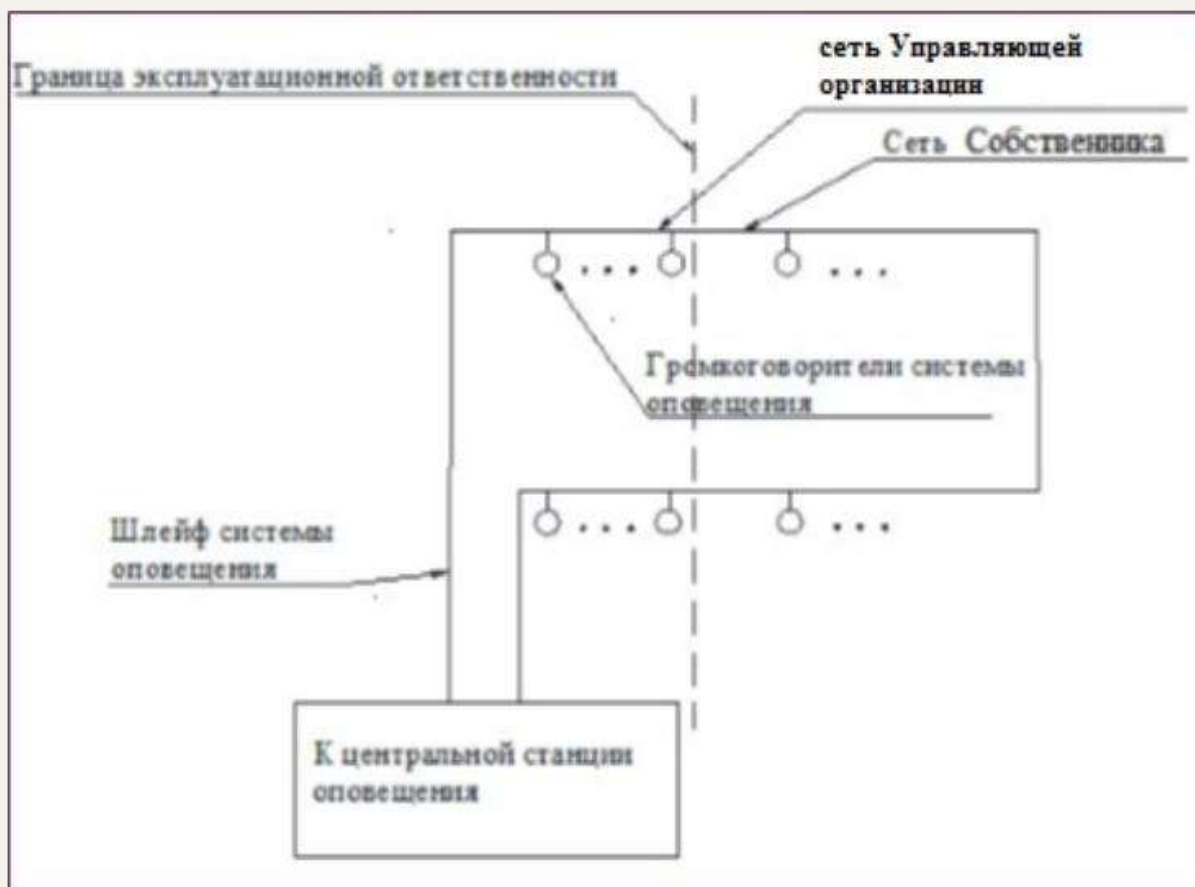 сеть Управляющей
организации
Граница эксплуатационной ответственности
Сеть Собственника
Громкоговорители системы
оповещения
Шлейф системы
оповещения
К центральной станции
оповещения